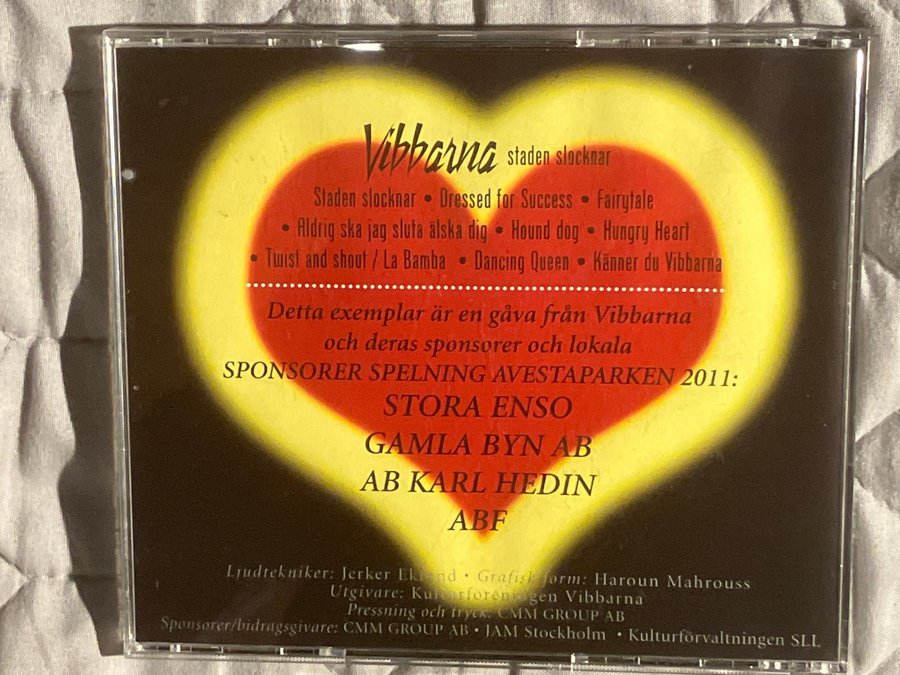 Vibbarna staden slocknar
Staden slocknar • Dressed for Success • Fairytale
• Aldrig ska jag sluta älska dig • Hound dog • Hungry Heart
• Twist and shout / La Bamba • Dancing Queen • Känner du Vibbarna
Detta exemplar är en gåva från Vibbarna
och deras sponsorer och lokala
SPONSORER SPELNING AVESTAPARKEN 2011:
STORA ENSO
GAMLA BYN AB
AB KARL HEDIN
ABF
Ljudtekniker: Jerker Eklund • Grafisk form: Haroun Mahrouss
Utgivare: Kulturföreningen Vibbarna
Pressning och tryck: CMM GROUP AB
Sponsorer/bidragsgivare: CMM GROUP AB • JAM Stockholm • Kulturförvaltningen SLL